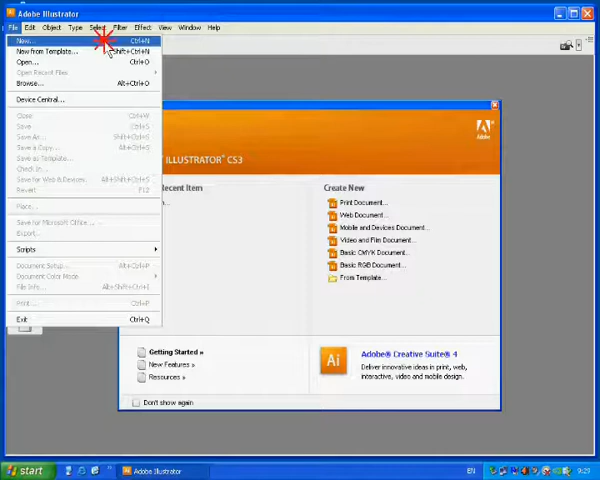 Adobe Illustrator
File Edit Object Type Select Filter Effect View Window Help
New... Ctrl+N
New from Template... Shift+Ctrl+N
Open... Ctrl+O
Open Recent Files
Browse... Alt+Ctrl+O
Device Central...
Close Ctrl+W
Save Ctrl+S
Save As... Shift+Ctrl+S
Save a Copy... Alt+Ctrl+S
Save as Template...
Check In...
Save for Web & Devices... Alt+Shift+Ctrl+S
Revert F12
Place...
Save for Microsoft Office...
Export...
Scripts
Document Setup... Alt+Ctrl+P
Document Color Mode
File Info... Alt+Shift+Ctrl+I
Print... Ctrl+P
Exit Ctrl+Q
Adobe
ILLUSTRATOR CS3
Recent Item
Create New
Print Document...
Web Document...
Mobile and Devices Document...
Video and Film Document...
Basic CMYK Document...
Basic RGB Document...
From Template...
Getting Started »
New Features »
Resources »
Ai
Adobe® Creative Suite® 4
Deliver innovative ideas in print, web,
interactive, video and mobile design.
Don't show again
start
Adobe Illustrator
EN
9:29